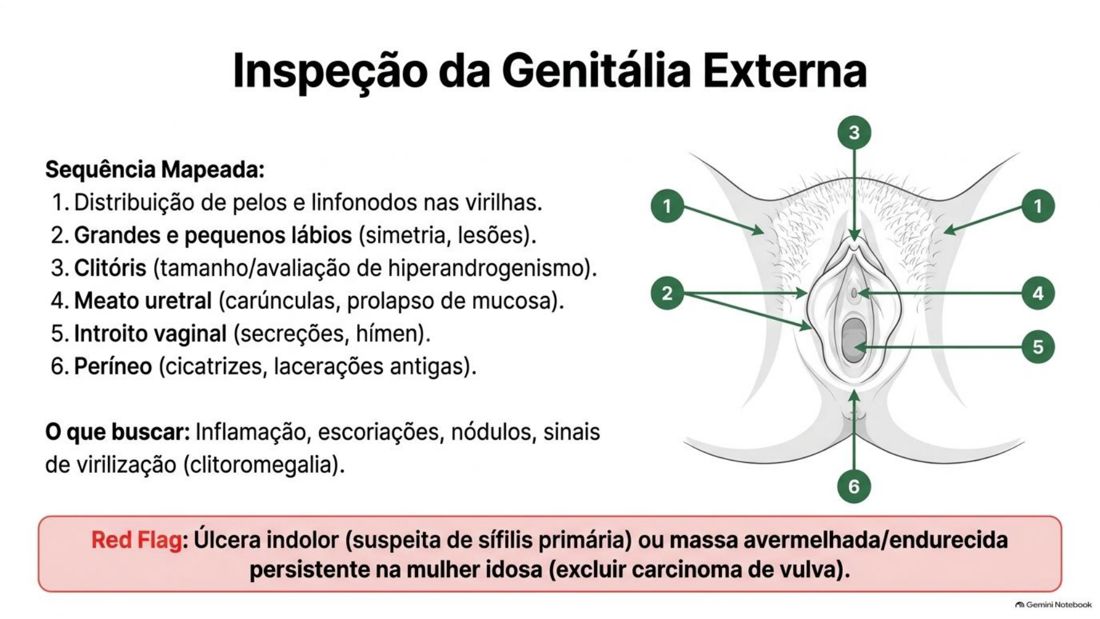 Inspeção da Genitália Externa
Sequência Mapeada:
1. Distribuição de pelos e linfonodos nas virilhas.
2. Grandes e pequenos lábios (simetria, lesões).
3. Clitóris (tamanho/avaliação de hiperandrogenismo).
4. Meato uretral (carúnculas, prolapso de mucosa).
5. Introito vaginal (secreções, hímen).
6. Períneo (cicatrizes, lacerações antigas).
O que buscar: Inflamação, escoriações, nódulos, sinais
de virilização (clitoromegalia).
3
1
1
2
4
5
6
Red Flag: Úlcera indolor (suspeita de sífilis primária) ou massa avermelhada/endurecida
persistente na mulher idosa (excluir carcinoma de vulva).
Gemini Notebook